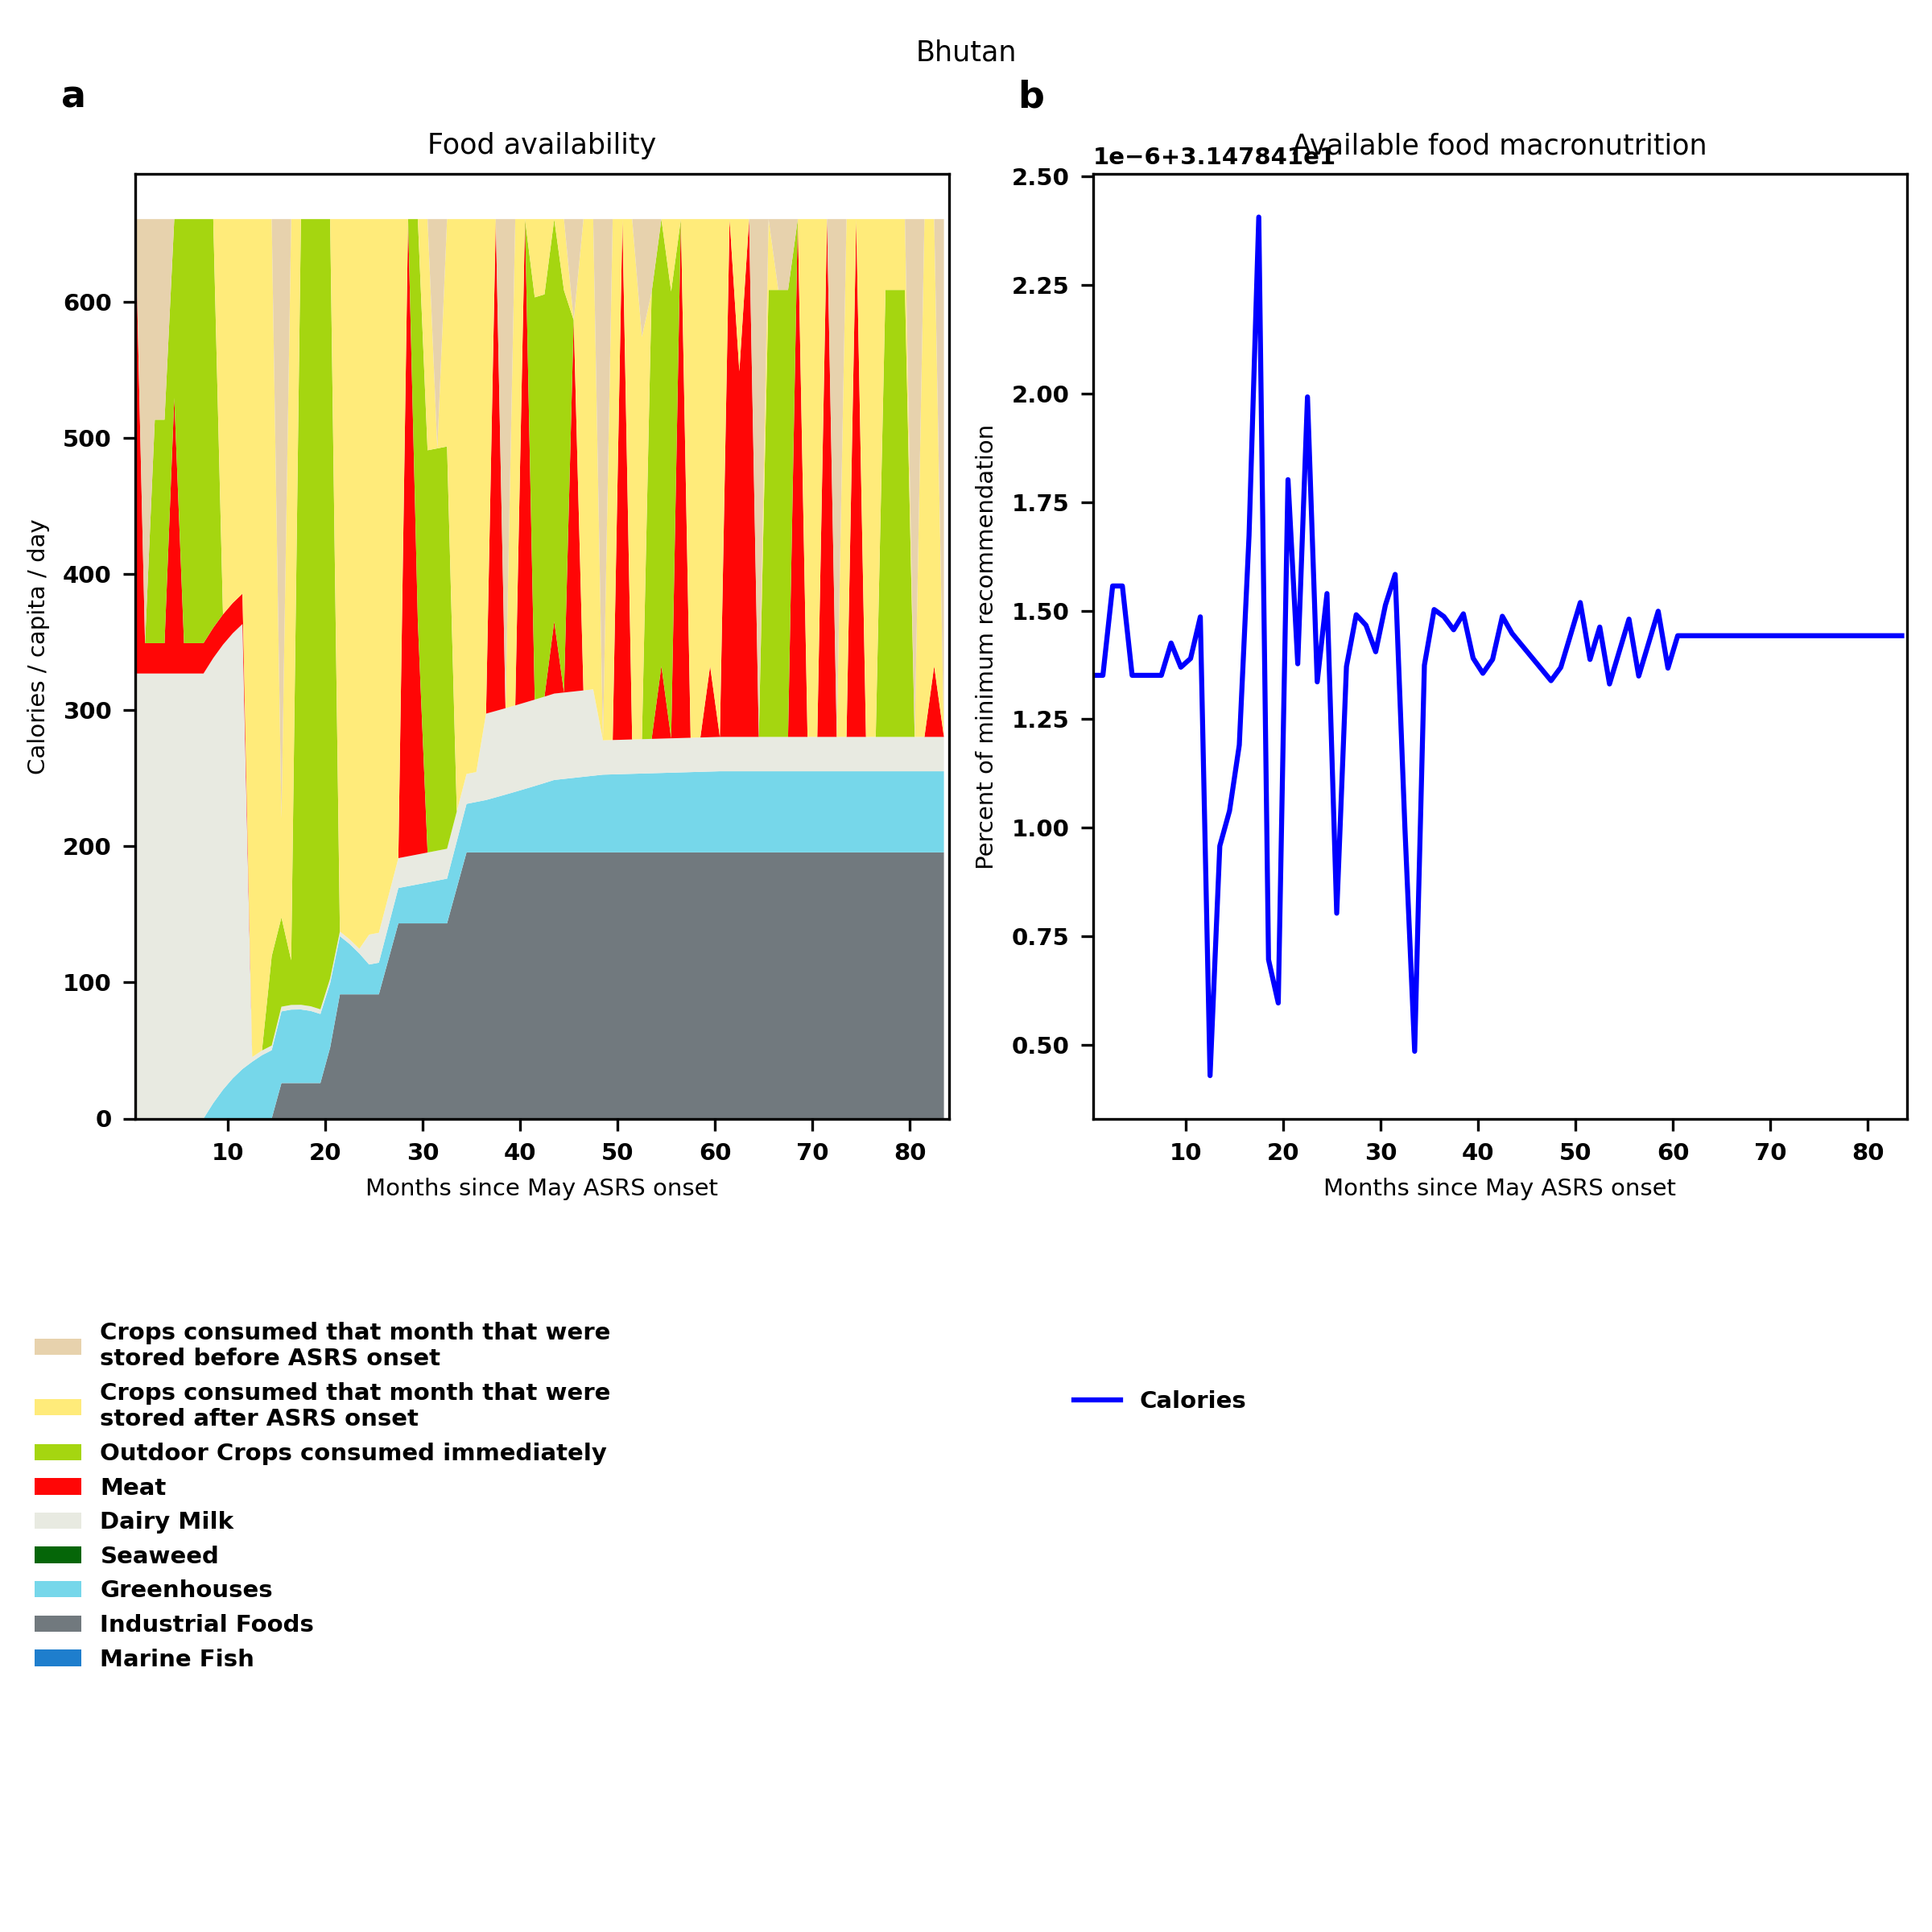 Bhutan
a
Food availability
Calories / capita / day
600
500
400
300
200
100
0
10 20 30 40 50 60 70 80
Months since May ASRS onset
b
Available food macronutrition
1e−6+3.147841e1
Percent of minimum recommendation
2.50
2.25
2.00
1.75
1.50
1.25
1.00
0.75
0.50
10 20 30 40 50 60 70 80
Months since May ASRS onset
Crops consumed that month that were
stored before ASRS onset
Crops consumed that month that were
stored after ASRS onset
Outdoor Crops consumed immediately
Meat
Dairy Milk
Seaweed
Greenhouses
Industrial Foods
Marine Fish
Calories